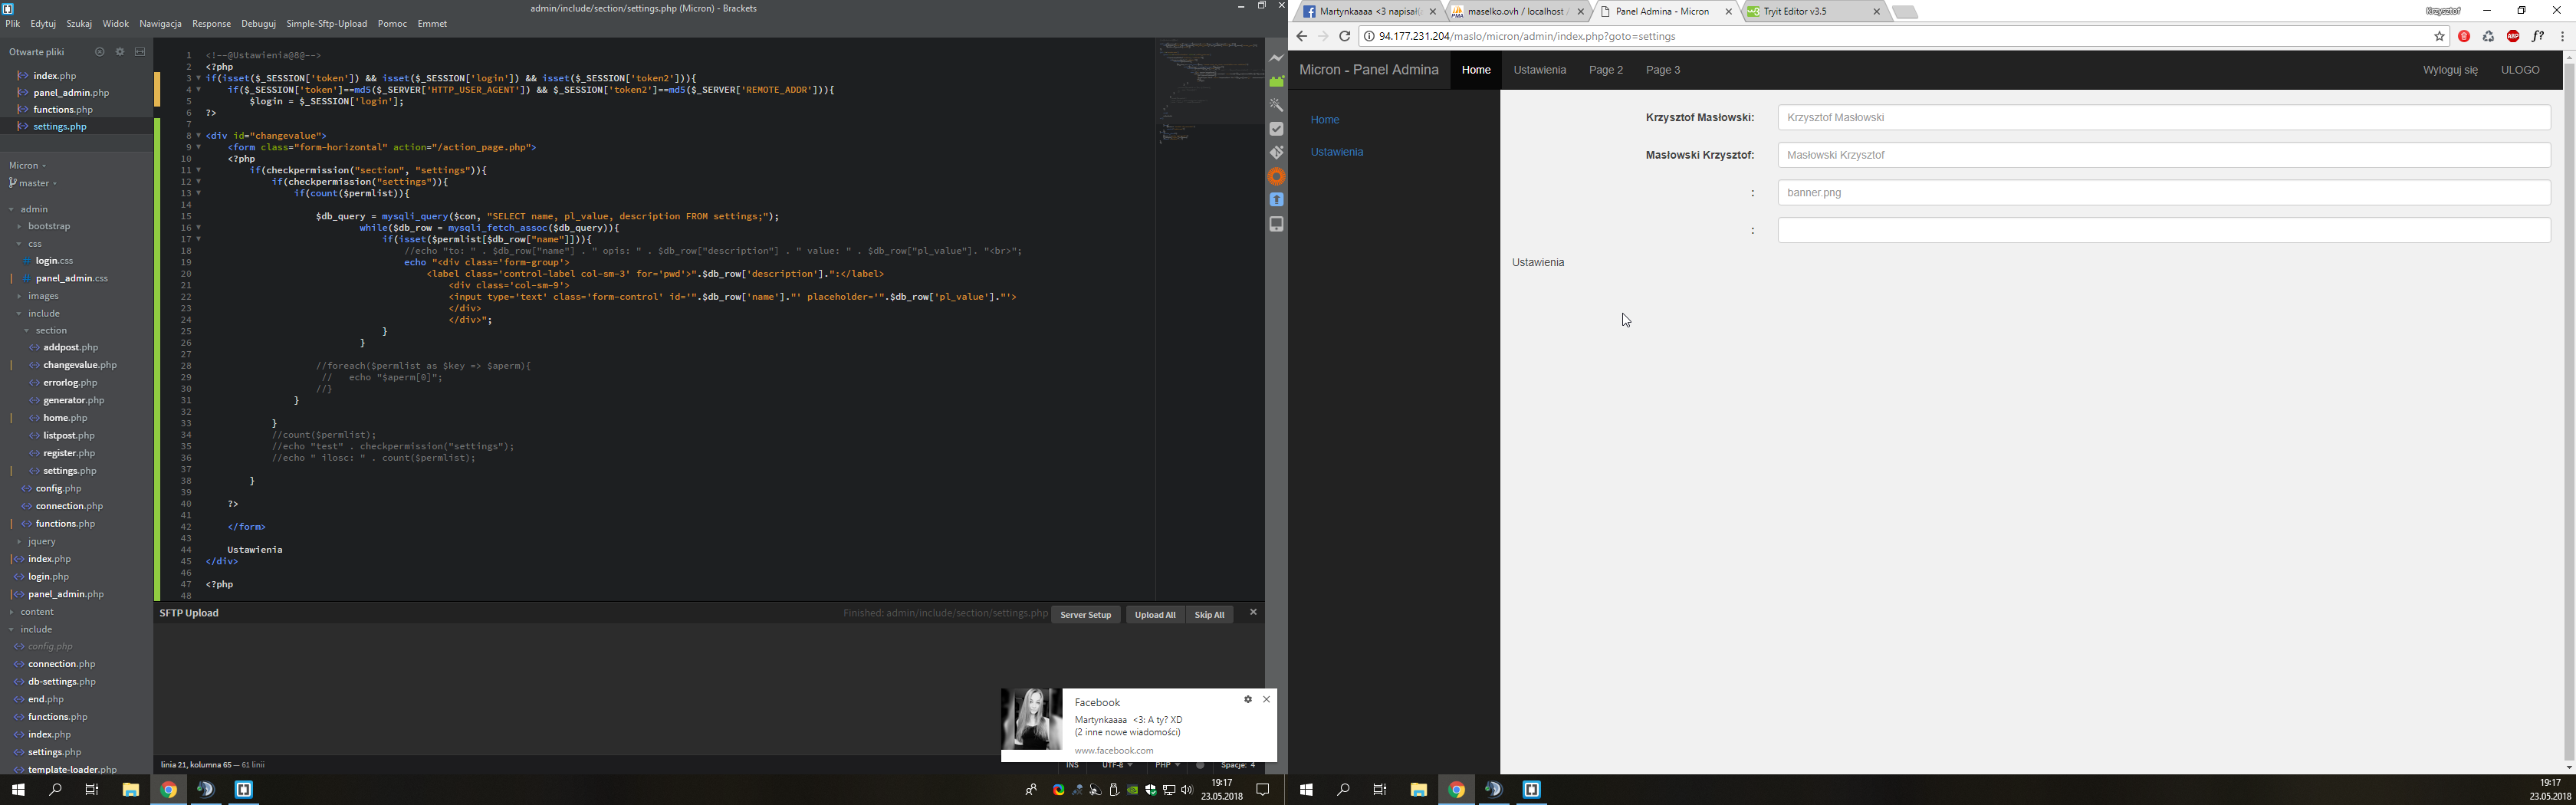 admin/include/section/settings.php (Micron) - Brackets
Plik Edytuj Szukaj Widok Nawigacja Response Debuguj Simple-Sftp-Upload Pomoc Emmet
Otwarte pliki
index.php
panel_admin.php
functions.php
settings.php
Micron
master
admin
bootstrap
css
login.css
panel_admin.css
images
include
section
addpost.php
changevalue.php
errorlog.php
generator.php
home.php
listpost.php
register.php
settings.php
config.php
connection.php
functions.php
jquery
index.php
login.php
panel_admin.php
content
include
config.php
connection.php
db-settings.php
end.php
functions.php
index.php
settings.php
template-loader.php
1 <!--@Ustawienia@8@-->
2 <?php
3 if(isset($_SESSION['token']) && isset($_SESSION['login']) && isset($_SESSION['token2'])){
4 if($_SESSION['token']==md5($_SERVER['HTTP_USER_AGENT']) && $_SESSION['token2']==md5($_SERVER['REMOTE_ADDR'])){
5 $login = $_SESSION['login'];
6 ?>
7
8 <div id="changevalue">
9 <form class="form-horizontal" action="/action_page.php">
10 <?php
11 if(checkpermission("section", "settings")){
12 if(checkpermission("settings")){
13 if(count($permlist)){
14
15 $db_query = mysqli_query($con, "SELECT name, pl_value, description FROM settings;");
16 while($db_row = mysqli_fetch_assoc($db_query)){
17 if(isset($permlist[$db_row["name"]])){
18 //echo "to: " . $db_row["name"] . " opis: " . $db_row["description"] . " value: " . $db_row["pl_value"]. "<br>";
19 echo "<div class='form-group'>
20 <label class='control-label col-sm-3' for='pwd'>".$db_row['description'].":</label>
21 <div class='col-sm-9'>
22 <input type='text' class='form-control' id='".$db_row['name']."' placeholder='".$db_row['pl_value']."'>
23 </div>
24 </div>";
25 }
26 }
27
28 //foreach($permlist as $key => $aperm){
29 // echo "$aperm[0]";
30 //}
31 }
32
33 }
34 //count($permlist);
35 //echo "test" . checkpermission("settings");
36 //echo " ilosc: " . count($permlist);
37
38 }
39
40 ?>
41
42 </form>
43
44 Ustawienia
45 </div>
46
47 <?php
48
SFTP Upload Finished: admin/include/section/settings.php Server Setup Upload All Skip All
Facebook
Martynkaaaa <3: A ty? XD
(2 inne nowe wiadomości)
www.facebook.com
linia 21, kolumna 65 — 61 linii INS UTF-8 PHP Spacje: 4
19:17
23.05.2018
Martynkaaaa <3 napisał( maselko.ovh / localhost / Panel Admina - Micron Tryit Editor v3.5 Krzysztof
94.177.231.204/maslo/micron/admin/index.php?goto=settings ABP f?
Micron - Panel Admina Home Ustawienia Page 2 Page 3 Wyloguj się ULOGO
Home
Ustawienia
Krzysztof Masłowski: Krzysztof Masłowski
Masłowski Krzysztof: Masłowski Krzysztof
: banner.png
:
Ustawienia
19:17
23.05.2018